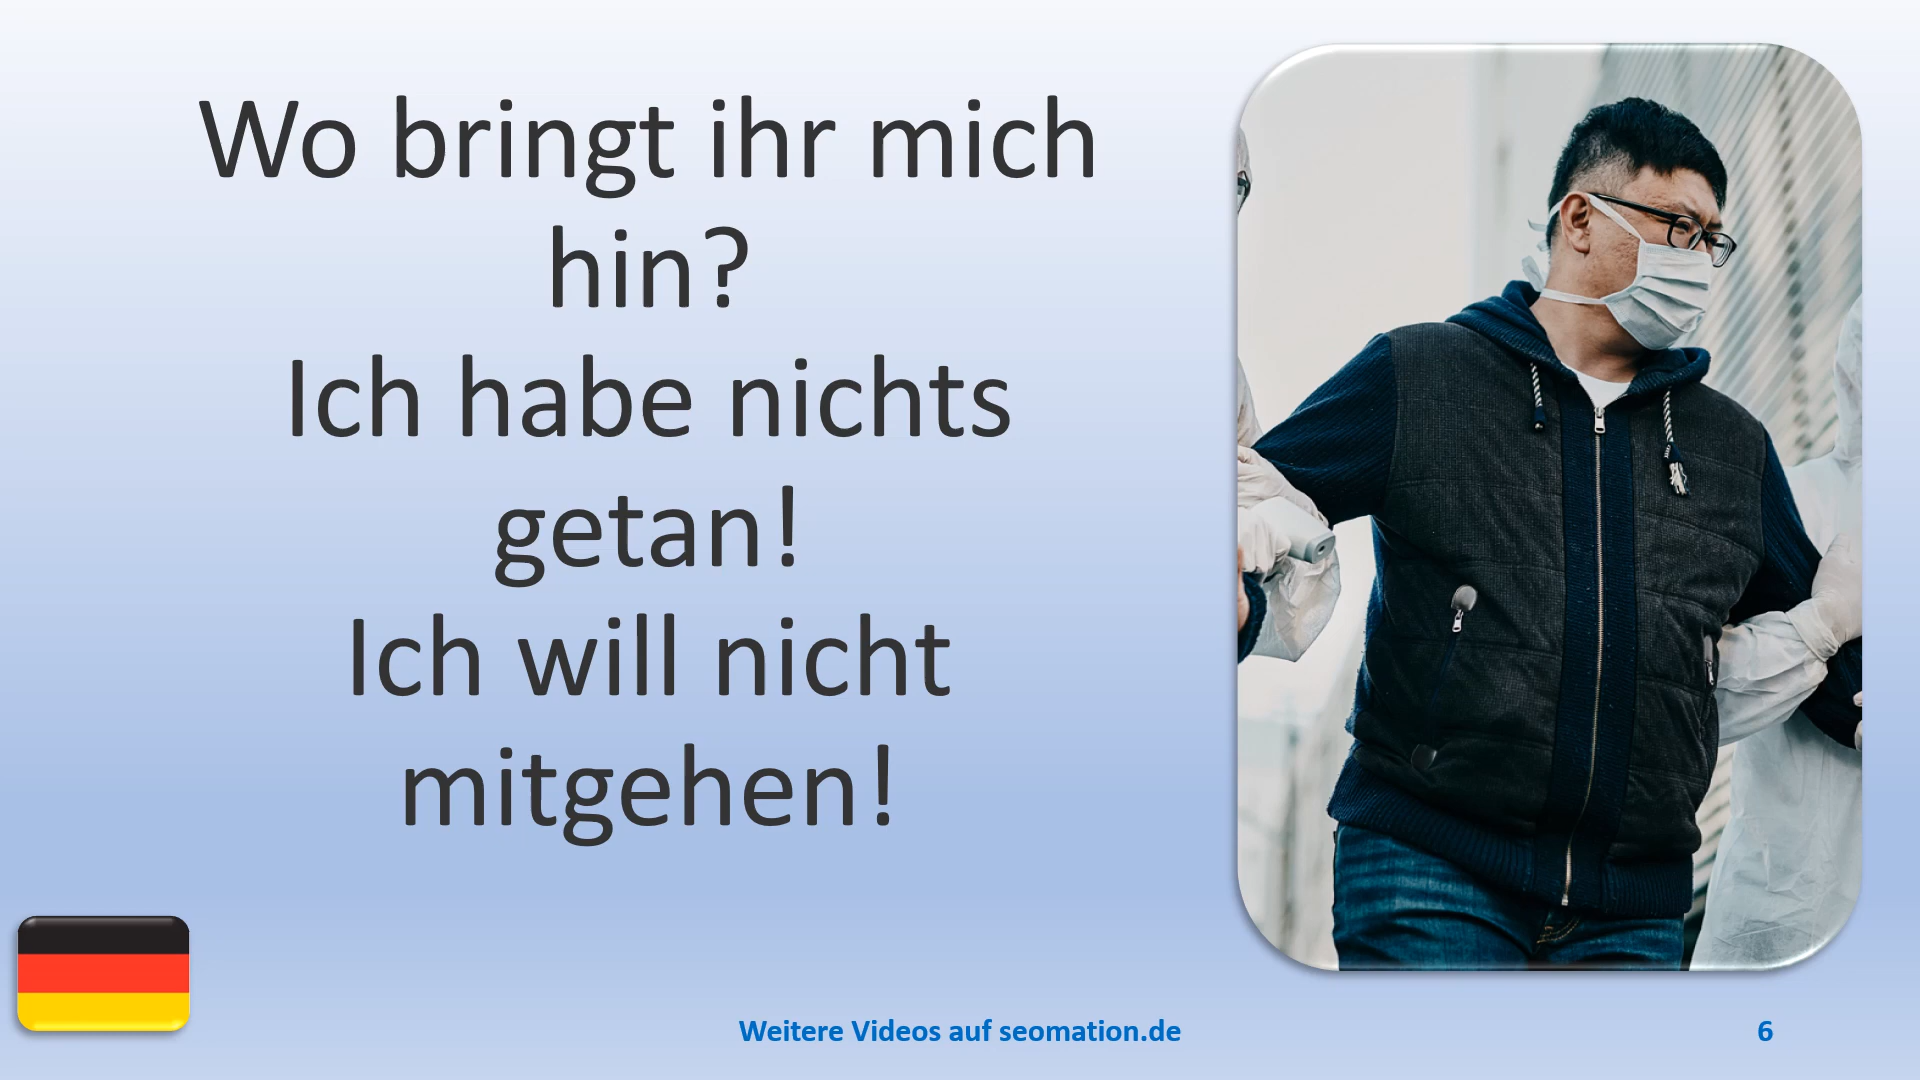 Wo bringt ihr mich
hin?
Ich habe nichts
getan!
Ich will nicht
mitgehen!
Weitere Videos auf seomation.de
6